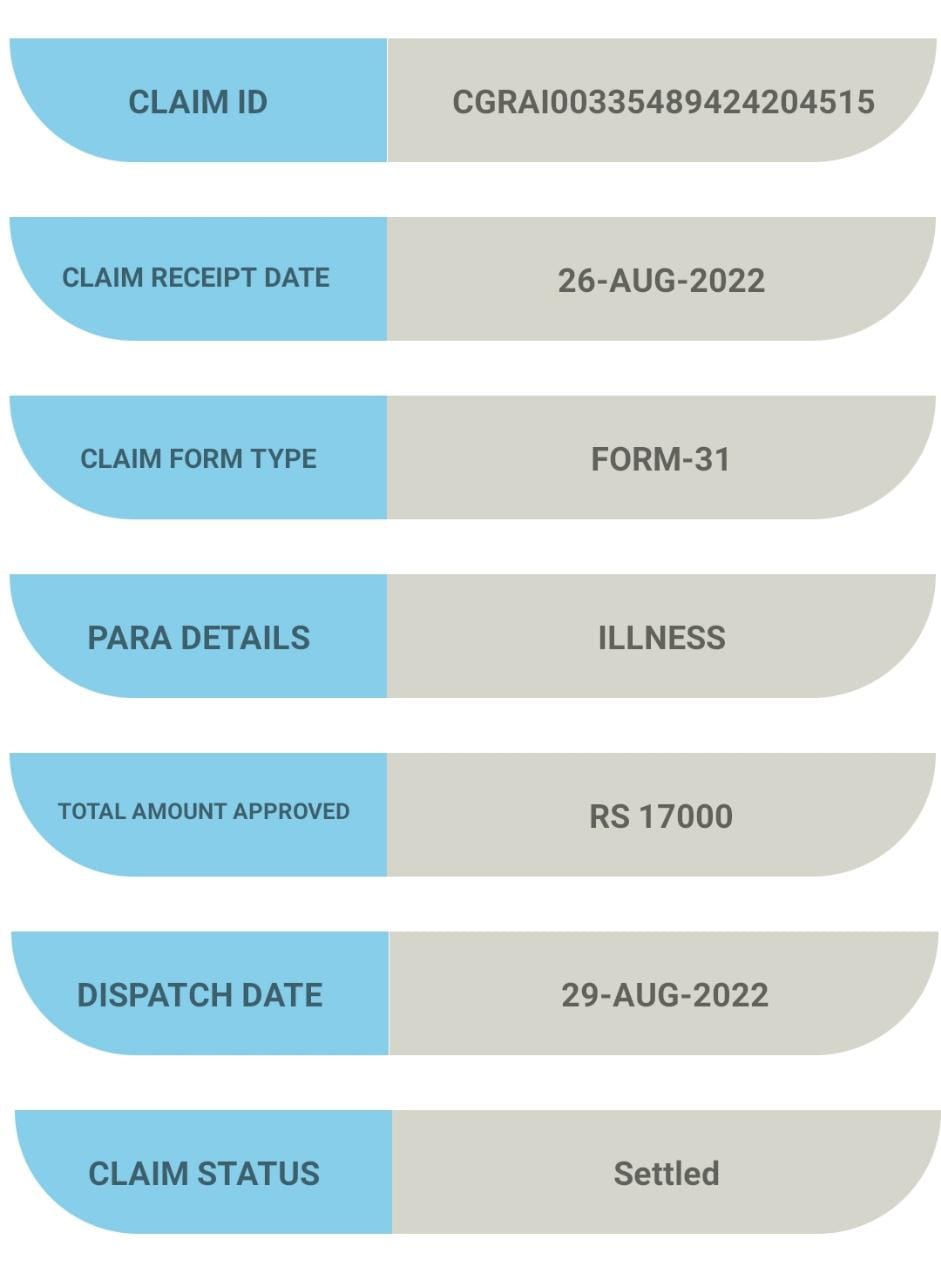 CLAIM ID
CGRAI00335489424204515
CLAIM RECEIPT DATE
26-AUG-2022
CLAIM FORM TYPE
FORM-31
PARA DETAILS
ILLNESS
TOTAL AMOUNT APPROVED
RS 17000
DISPATCH DATE
29-AUG-2022
CLAIM STATUS
Settled